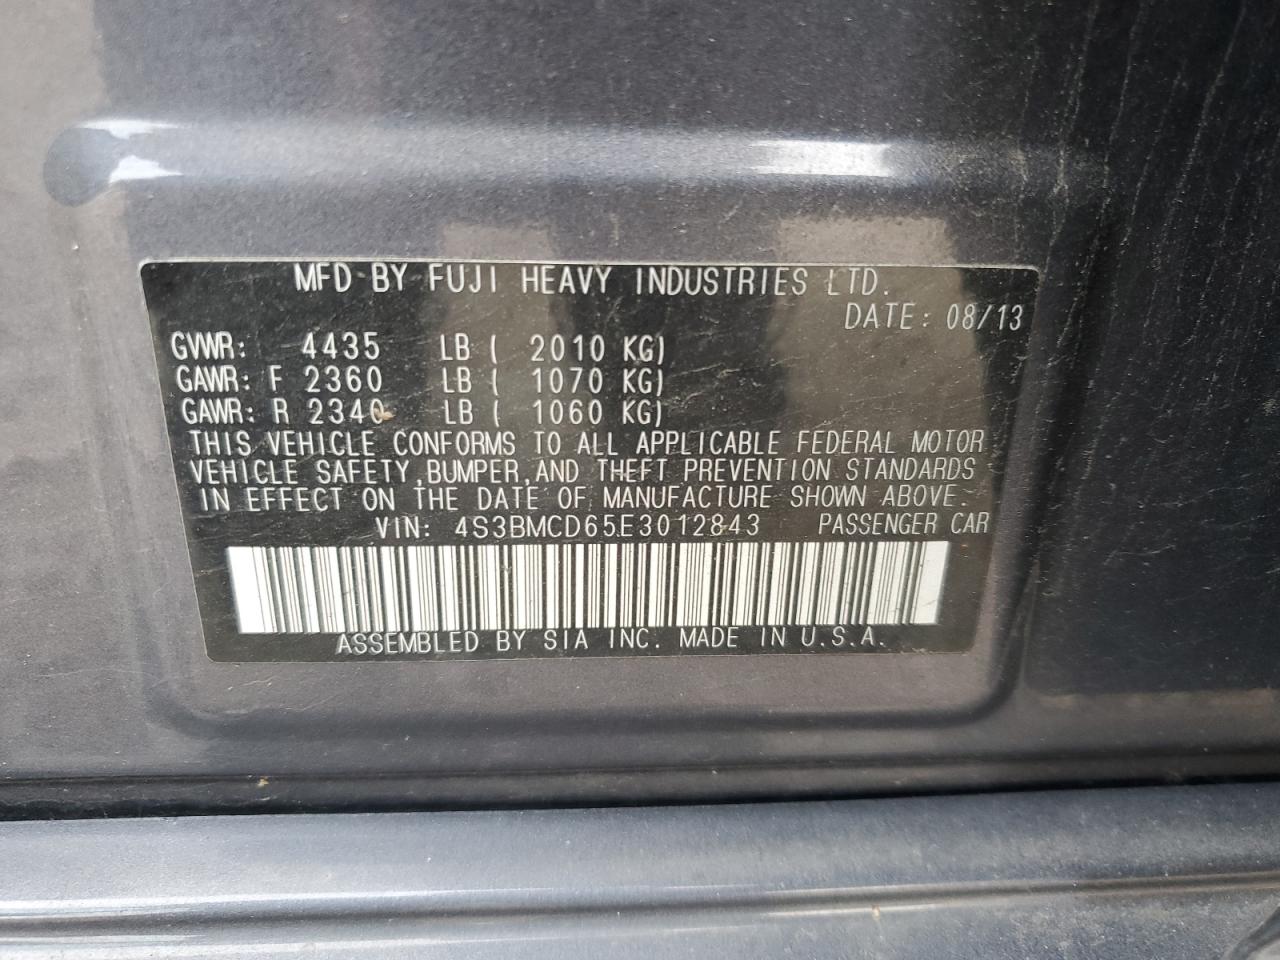 MFD BY FUJI HEAVY INDUSTRIES LTD.
DATE: 08/13
GVWR: 4435 LB ( 2010 KG)
GAWR: F 2360 LB ( 1070 KG)
GAWR: R 2340 LB ( 1060 KG)
THIS VEHICLE CONFORMS TO ALL APPLICABLE FEDERAL MOTOR
VEHICLE SAFETY, BUMPER, AND THEFT PREVENTION STANDARDS
IN EFFECT ON THE DATE OF MANUFACTURE SHOWN ABOVE.
VIN: 4S3BMCD65E3012843 PASSENGER CAR
ASSEMBLED BY SIA INC. MADE IN U.S.A.